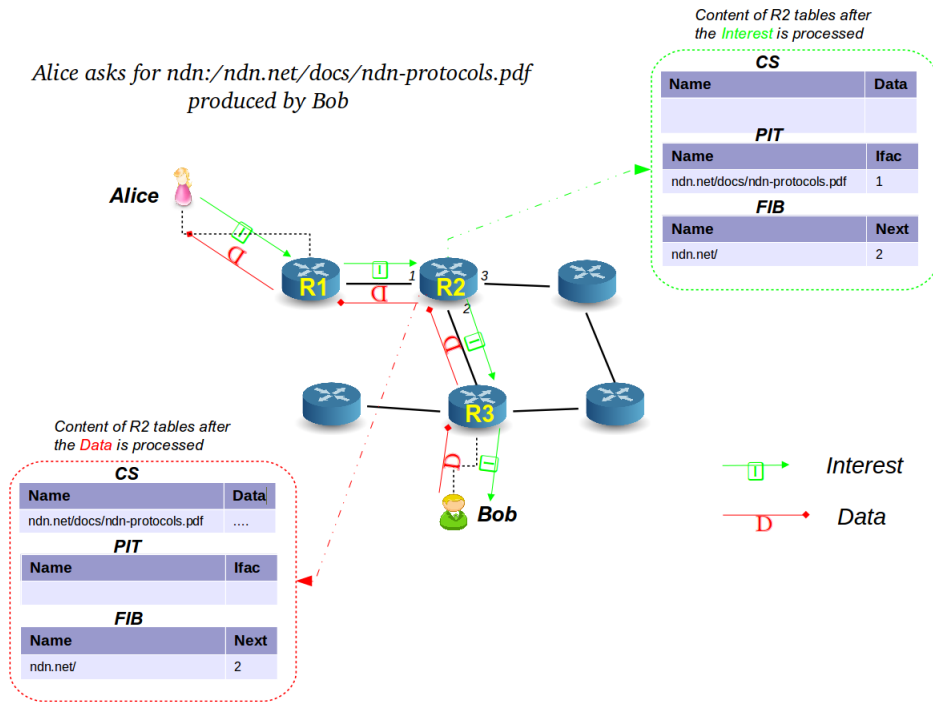 Content of R2 tables after
the Interest is processed
Alice asks for ndn:/ndn.net/docs/ndn-protocols.pdf
produced by Bob
CS
Name Data
PIT
Name Ifac
ndn.net/docs/ndn-protocols.pdf 1
FIB
Name Next
ndn.net/ 2
Alice
I
D
R1
I
D
1
R2
3
2
I
D
R3
I
D
Bob
Content of R2 tables after
the Data is processed
CS
Name Data
ndn.net/docs/ndn-protocols.pdf ....
PIT
Name Ifac
FIB
Name Next
ndn.net/ 2
I Interest
D Data